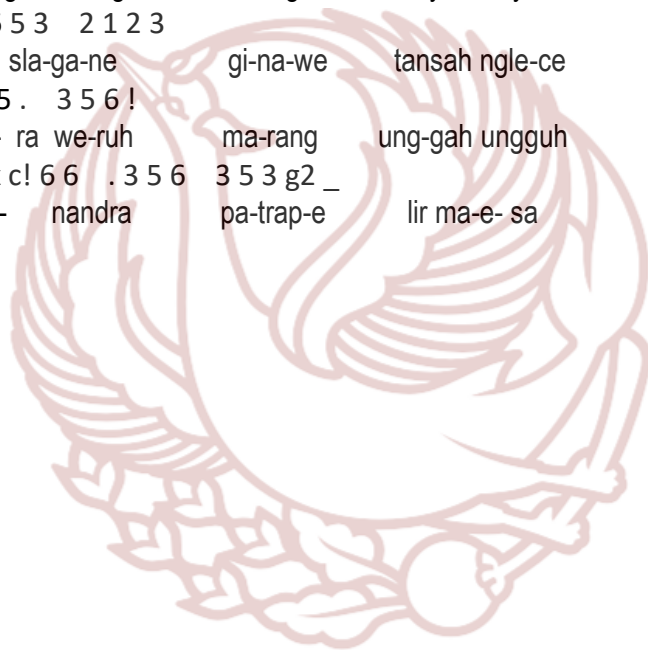 5 5 3 2 1 2 3
sla-ga-ne gi-na-we tansah ngle-ce
5 . 3 5 6 !
ra we-ruh ma-rang ung-gah ungguh
c! 6 6 . 3 5 6 3 5 3 g2 _
- nandra pa-trap-e lir ma-e- sa